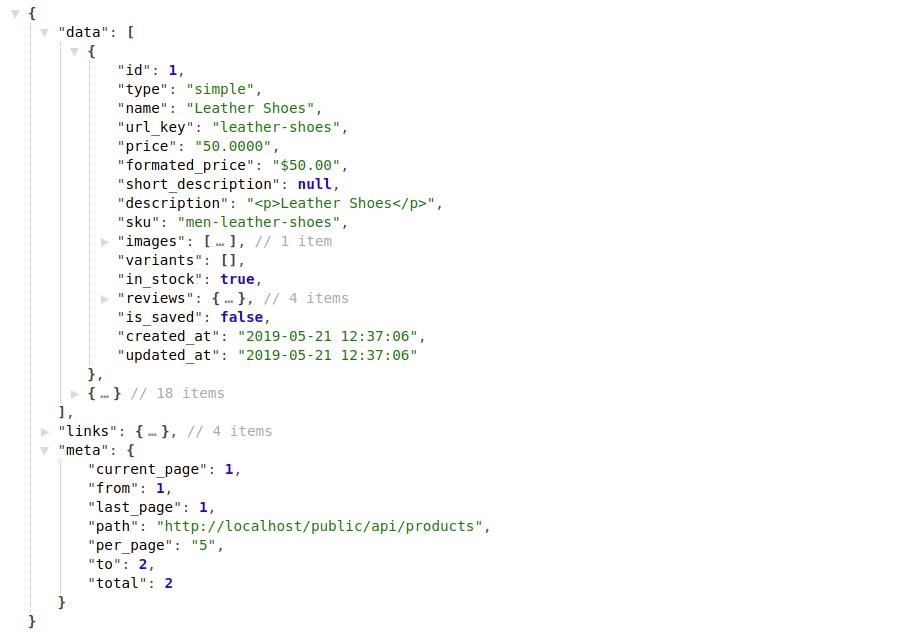 {
"data": [
{
"id": 1,
"type": "simple",
"name": "Leather Shoes",
"url_key": "leather-shoes",
"price": "50.0000",
"formated_price": "$50.00",
"short_description": null,
"description": "<p>Leather Shoes</p>",
"sku": "men-leather-shoes",
"images": [ … ], // 1 item
"variants": [],
"in_stock": true,
"reviews": { … }, // 4 items
"is_saved": false,
"created_at": "2019-05-21 12:37:06",
"updated_at": "2019-05-21 12:37:06"
},
{ … } // 18 items
],
"links": { … }, // 4 items
"meta": {
"current_page": 1,
"from": 1,
"last_page": 1,
"path": "http://localhost/public/api/products",
"per_page": "5",
"to": 2,
"total": 2
}
}